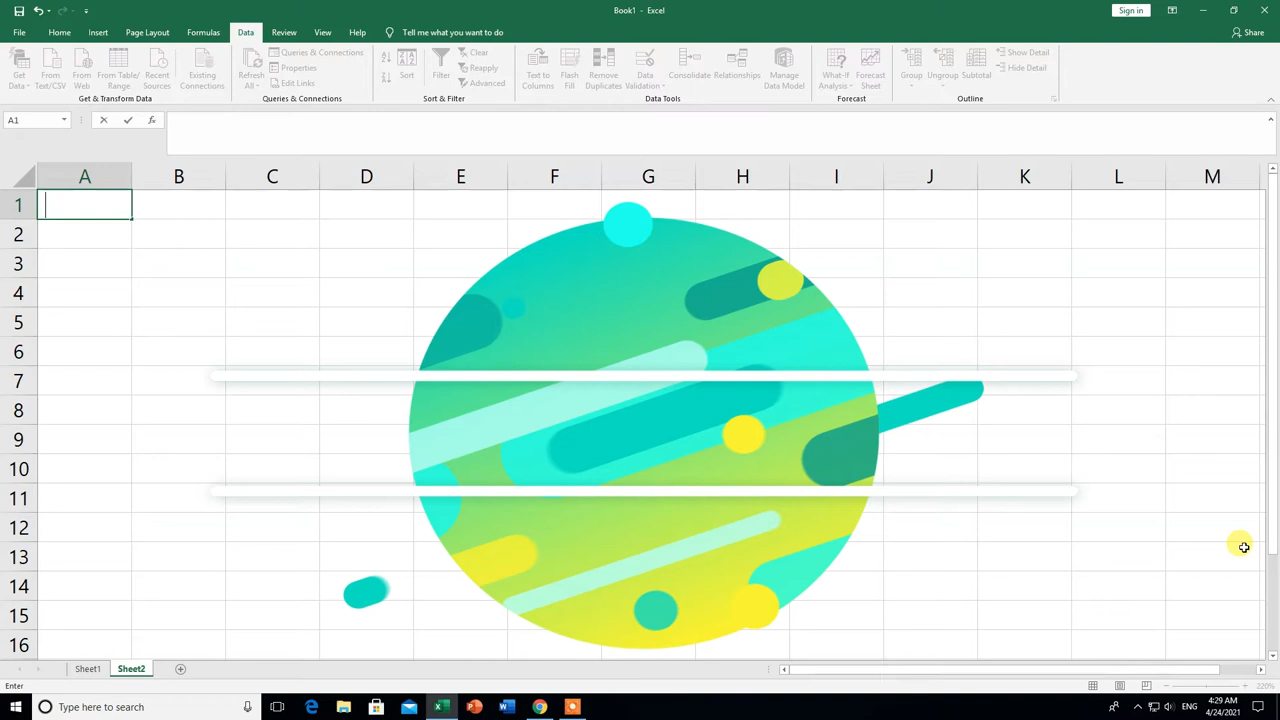 Book1 - Excel
Sign in
File Home Insert Page Layout Formulas Data Review View Help Tell me what you want to do Share
Get Data
From Text/CSV
From Web
From Table/ Range
Recent Sources
Existing Connections
Get & Transform Data
Refresh All
Queries & Connections
Properties
Edit Links
Queries & Connections
Sort
Filter
Clear
Reapply
Advanced
Sort & Filter
Text to Columns
Flash Fill
Remove Duplicates
Data Validation
Consolidate
Relationships
Manage Data Model
Data Tools
What-If Analysis
Forecast Sheet
Forecast
Group
Ungroup
Subtotal
Show Detail
Hide Detail
Outline
A1
fx
A B C D E F G H I J K L M
1
2
3
4
5
6
7
8
9
10
11
12
13
14
15
16
Sheet1 Sheet2
Enter
220%
Type here to search
ENG
4:29 AM
4/24/2021